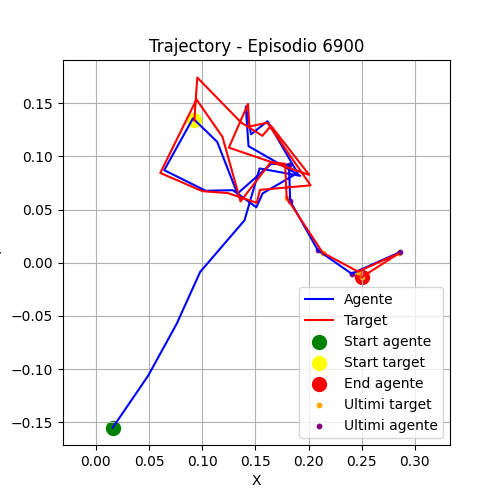 Trajectory - Episodio 6900
0.15
0.10
0.05
0.00
−0.05
−0.10
−0.15
0.00 0.05 0.10 0.15 0.20 0.25 0.30
X
Agente
Target
Start agente
Start target
End agente
Ultimi target
Ultimi agente